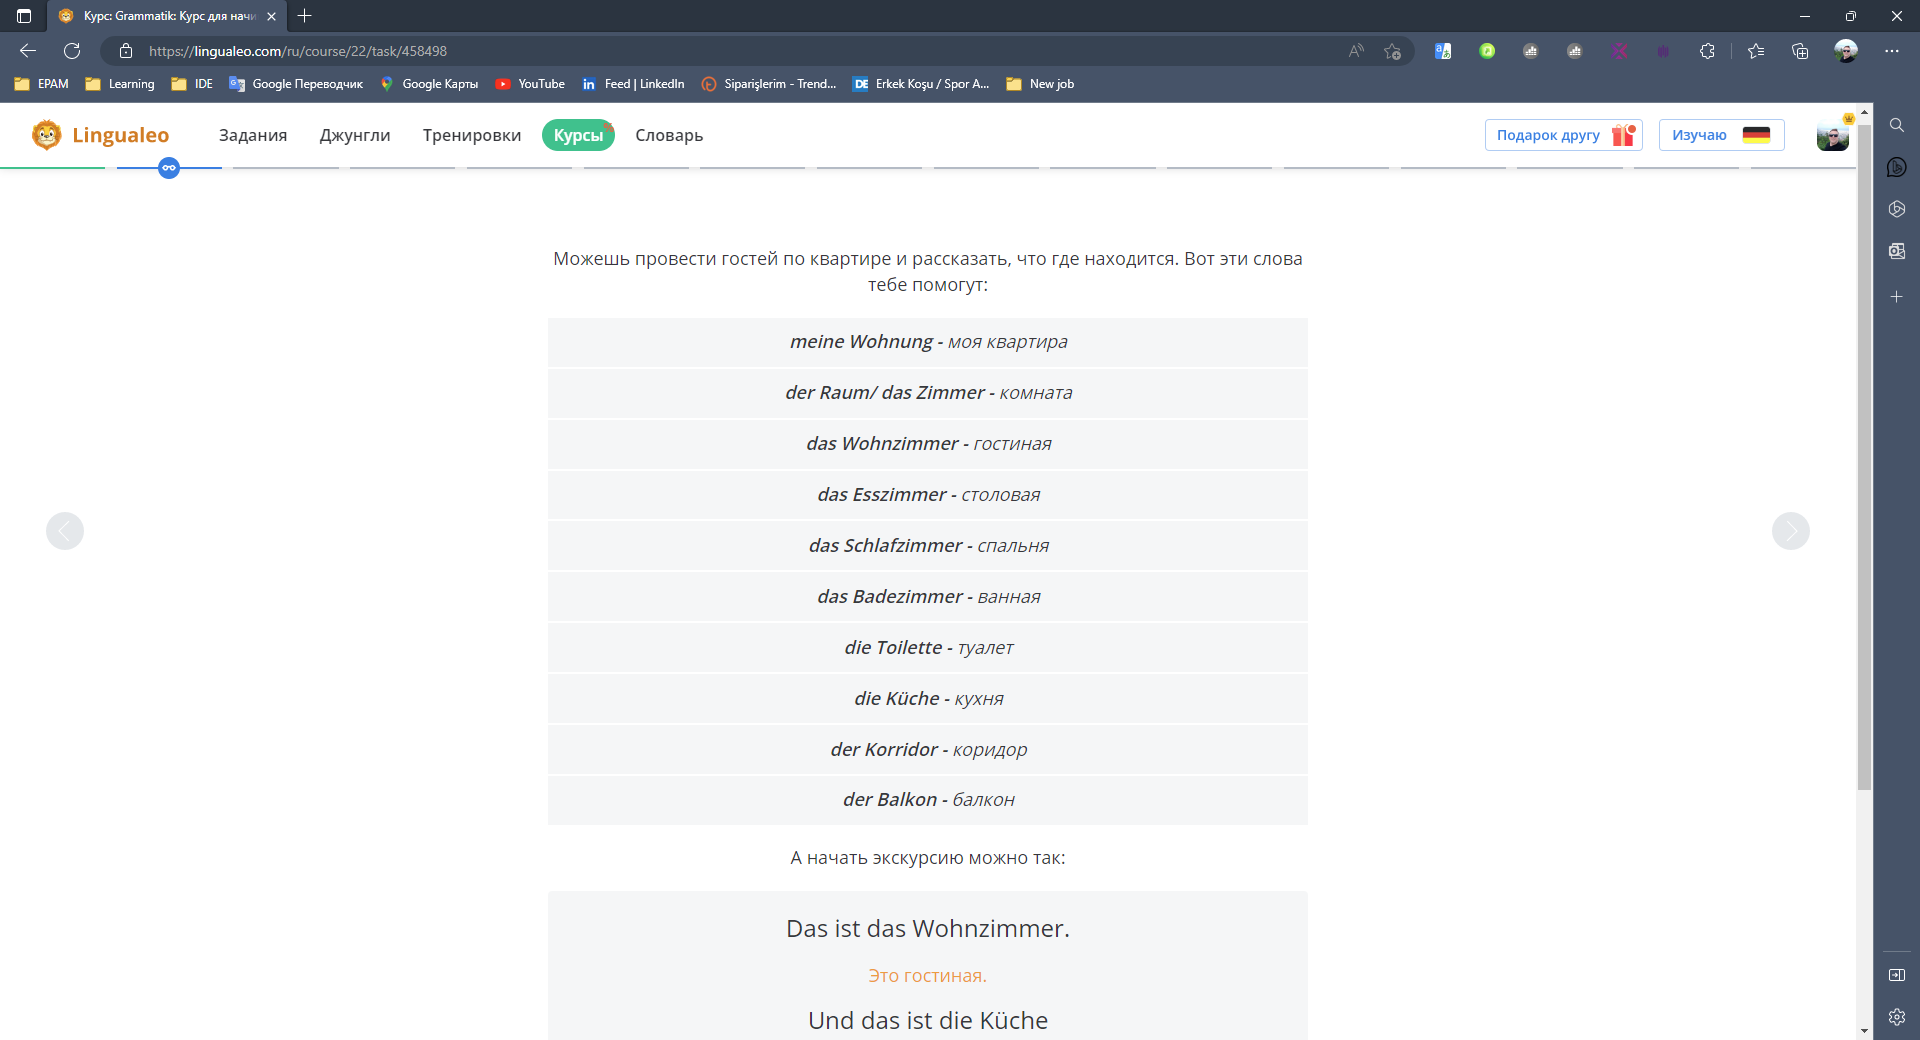 Курс: Grammatik: Курс для начи
https://lingualeo.com/ru/course/22/task/458498
EPAM
Learning
IDE
Google Переводчик
Google Карты
YouTube
Feed | LinkedIn
Siparişlerim - Trend...
Erkek Koşu / Spor A...
New job
Lingualeo
Задания
Джунгли
Тренировки
Курсы
Словарь
Подарок другу
Изучаю
Можешь провести гостей по квартире и рассказать, что где находится. Вот эти слова
тебе помогут:
meine Wohnung - моя квартира
der Raum/ das Zimmer - комната
das Wohnzimmer - гостиная
das Esszimmer - столовая
das Schlafzimmer - спальня
das Badezimmer - ванная
die Toilette - туалет
die Küche - кухня
der Korridor - коридор
der Balkon - балкон
А начать экскурсию можно так:
Das ist das Wohnzimmer.
Это гостиная.
Und das ist die Küche